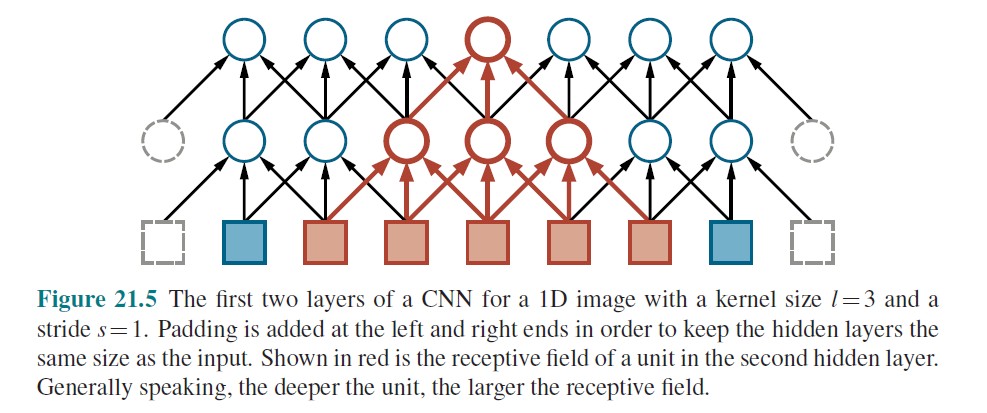 Figure 21.5 The first two layers of a CNN for a 1D image with a kernel size l=3 and a
stride s=1. Padding is added at the left and right ends in order to keep the hidden layers the
same size as the input. Shown in red is the receptive field of a unit in the second hidden layer.
Generally speaking, the deeper the unit, the larger the receptive field.